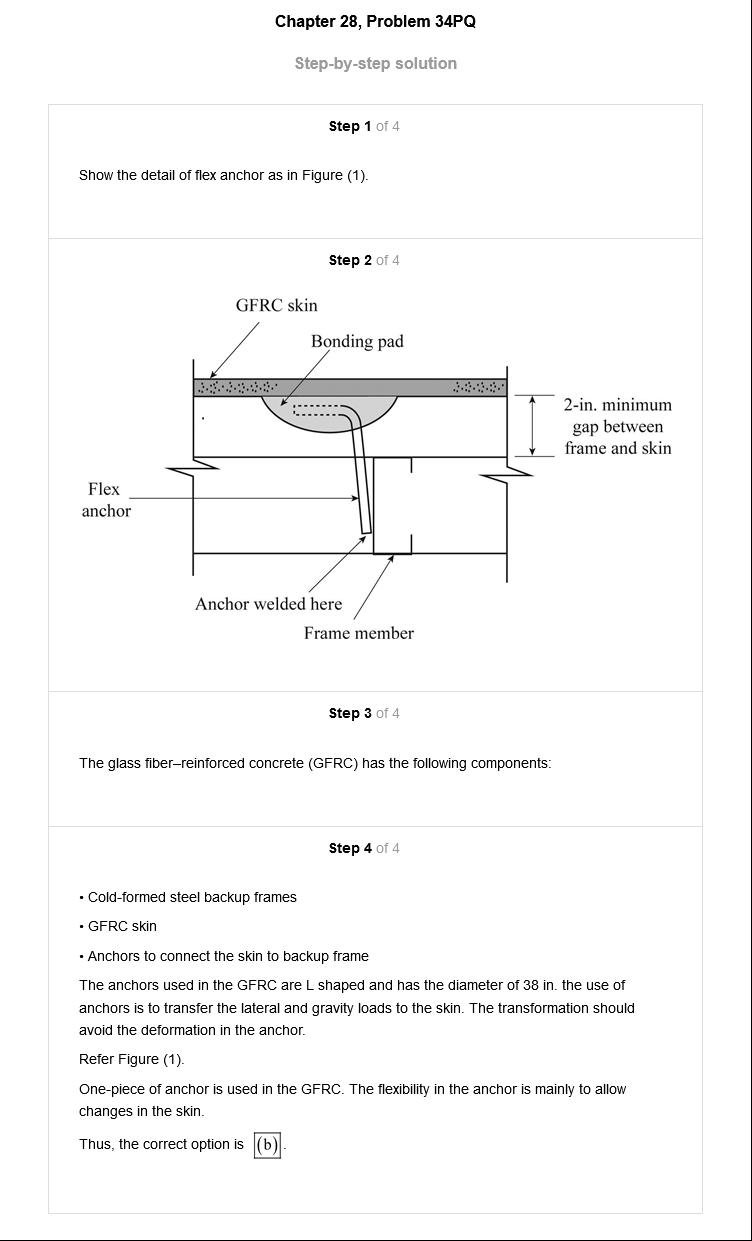 Chapter 28, Problem 34PQ
Step-by-step solution
Step 1 of 4
Show the detail of flex anchor as in Figure (1).
Step 2 of 4
GFRC skin
Bonding pad
2-in. minimum
gap between
frame and skin
Flex
anchor
Anchor welded here
Frame member
Step 3 of 4
The glass fiber–reinforced concrete (GFRC) has the following components:
Step 4 of 4
• Cold-formed steel backup frames
• GFRC skin
• Anchors to connect the skin to backup frame
The anchors used in the GFRC are L shaped and has the diameter of 38 in. the use of
anchors is to transfer the lateral and gravity loads to the skin. The transformation should
avoid the deformation in the anchor.
Refer Figure (1).
One-piece of anchor is used in the GFRC. The flexibility in the anchor is mainly to allow
changes in the skin.
Thus, the correct option is (b).